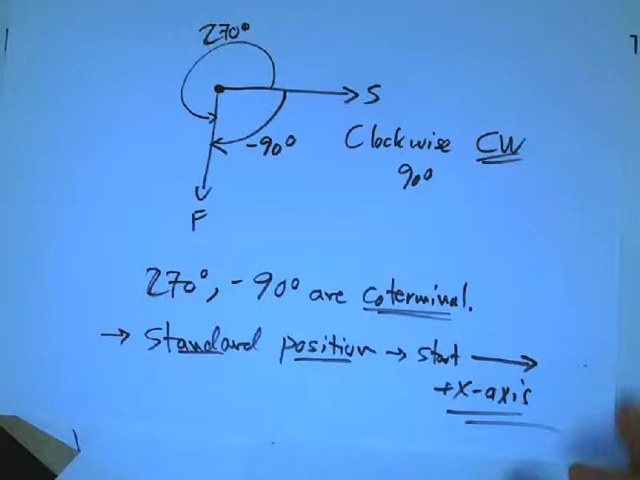 270°
S
-90°
Clockwise CW
90°
F
270°, -90° are coterminal.
→ Standard position → start →
+x-axis